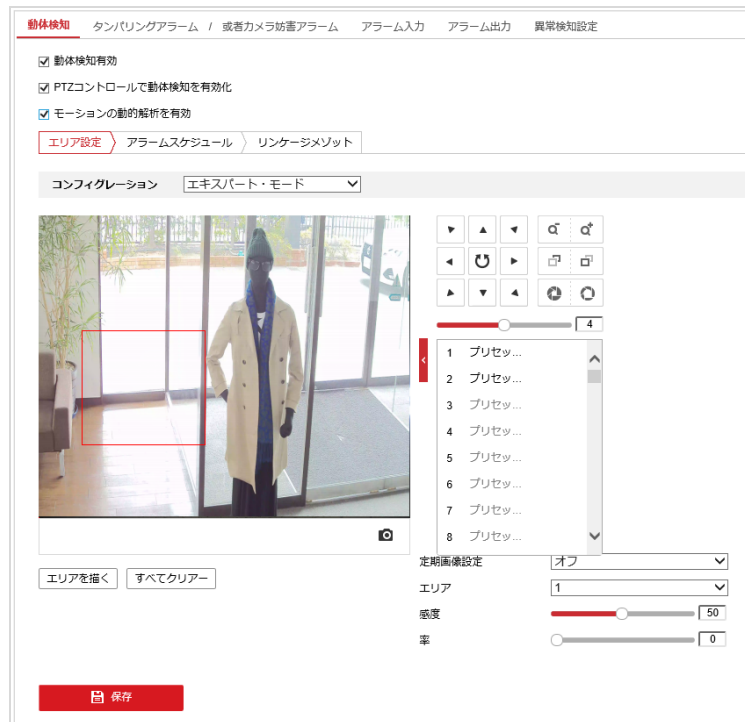 動体検知 タンパリングアラーム / 或者カメラ妨害アラーム アラーム入力 アラーム出力 異常検知設定
動体検知有効
PTZコントロールで動体検知を有効化
モーションの動的解析を有効
エリア設定 アラームスケジュール リンケージメゾット
コンフィグレーション エキスパート・モード
4
1 プリセッ...
2 プリセッ...
3 プリセッ...
4 プリセッ...
5 プリセッ...
6 プリセッ...
7 プリセッ...
8 プリセッ...
定期画像設定 オフ
エリアを描く すべてクリアー
エリア 1
感度 50
率 0
保存